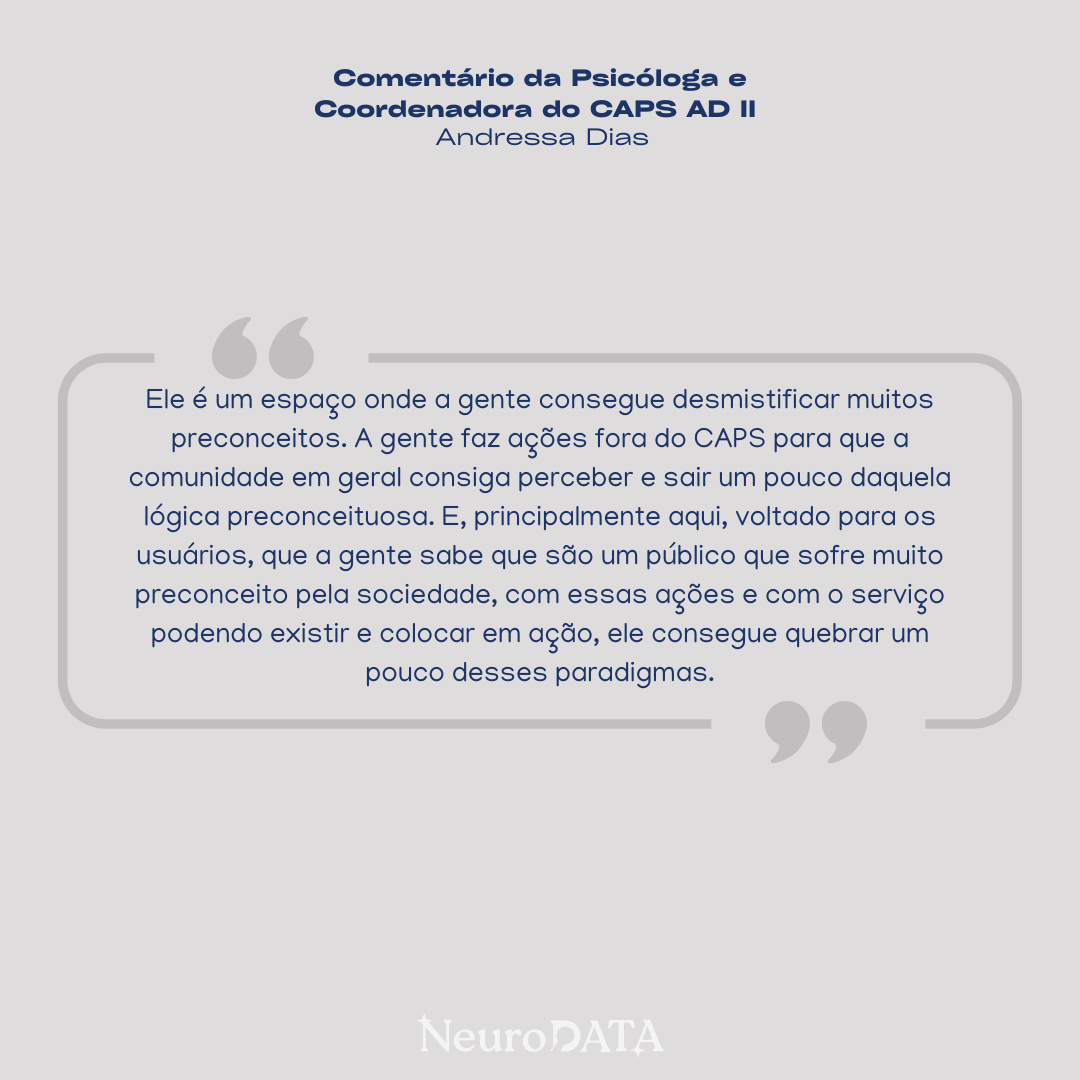 Comentário da Psicóloga e
Coordenadora do CAPS AD II
Andressa Dias
Ele é um espaço onde a gente consegue desmistificar muitos
preconceitos. A gente faz ações fora do CAPS para que a
comunidade em geral consiga perceber e sair um pouco daquela
lógica preconceituosa. E, principalmente aqui, voltado para os
usuários, que a gente sabe que são um público que sofre muito
preconceito pela sociedade, com essas ações e com o serviço
podendo existir e colocar em ação, ele consegue quebrar um
pouco desses paradigmas.
NeuroDATA